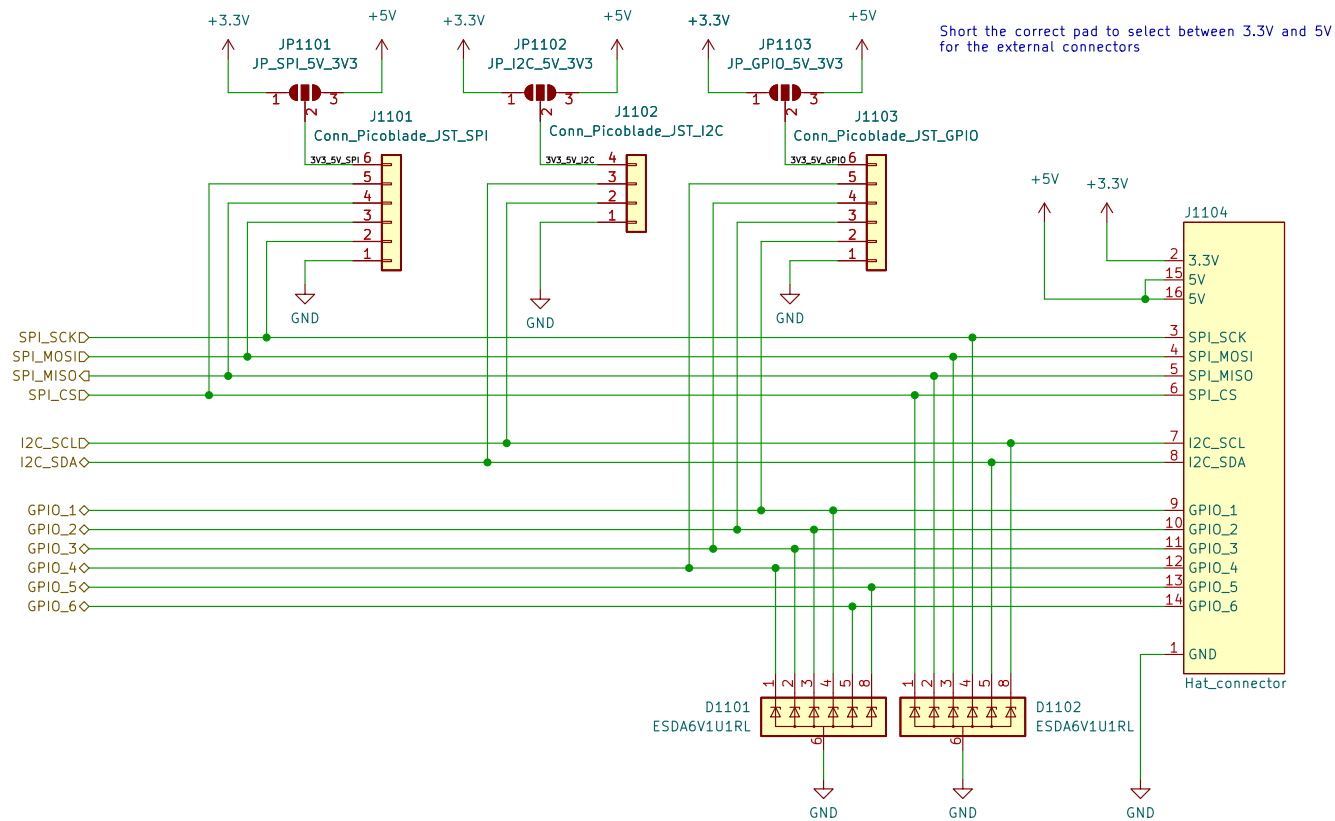 +3.3V
+5V
JP1101
JP_SPI_5V_3V3
1
2
3
+3.3V
+5V
JP1102
JP_I2C_5V_3V3
1
2
3
+3.3V
+5V
JP1103
JP_GPIO_5V_3V3
1
2
3
Short the correct pad to select between 3.3V and 5V
for the external connectors
J1101
Conn_Picoblade_JST_SPI
3V3_5V_SPI
6
5
4
3
2
1
GND
J1102
Conn_Picoblade_JST_I2C
3V3_5V_I2C
4
3
2
1
GND
J1103
Conn_Picoblade_JST_GPIO
3V3_5V_GPIO
6
5
4
3
2
1
GND
+5V
+3.3V
J1104
2 3.3V
15 5V
16 5V
3 SPI_SCK
4 SPI_MOSI
5 SPI_MISO
6 SPI_CS
7 I2C_SCL
8 I2C_SDA
9 GPIO_1
10 GPIO_2
11 GPIO_3
12 GPIO_4
13 GPIO_5
14 GPIO_6
1 GND
Hat_connector
GND
SPI_SCK
SPI_MOSI
SPI_MISO
SPI_CS
I2C_SCL
I2C_SDA
GPIO_1
GPIO_2
GPIO_3
GPIO_4
GPIO_5
GPIO_6
D1101
ESDA6V1U1RL
1 2 3 4 5 8
6
GND
D1102
ESDA6V1U1RL
1 2 3 4 5 8
6
GND